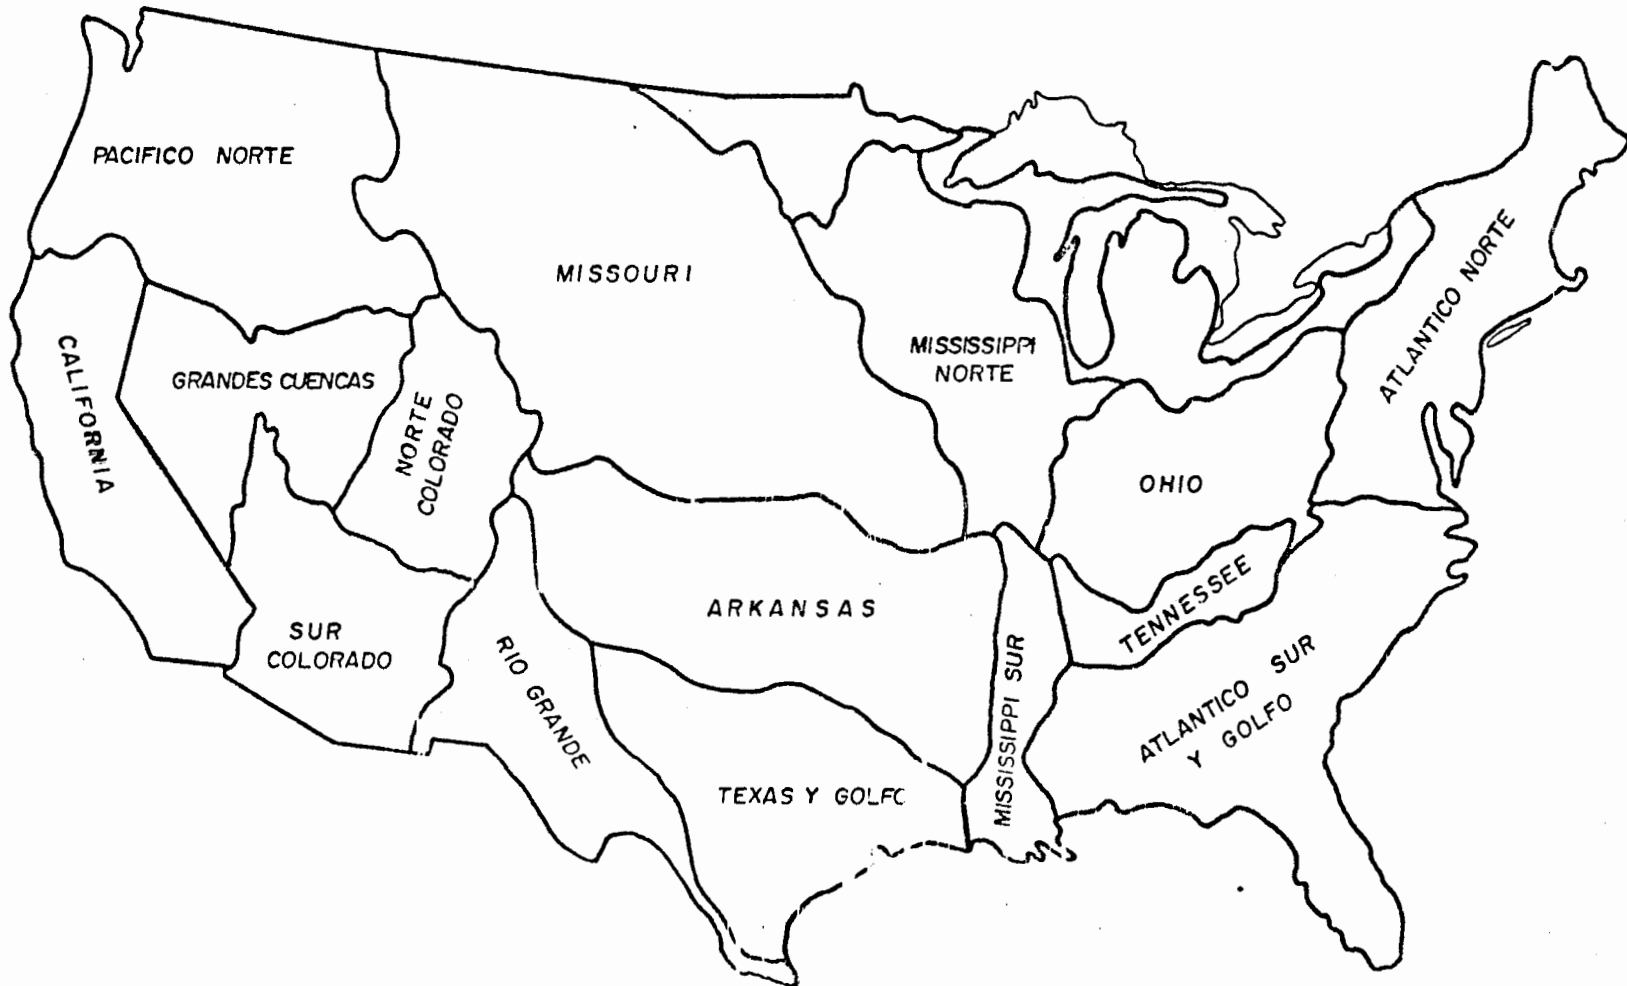 PACIFICO NORTE
MISSOURI
ATLANTICO NORTE
CALIFORNIA
GRANDES CUENCAS
NORTE
COLORADO
MISSISSIPPI
NORTE
OHIO
SUR
COLORADO
RIO GRANDE
ARKANSAS
MISSISSIPPI SUR
TENNESSEE
ATLANTICO SUR
Y GOLFO
TEXAS Y GOLFO